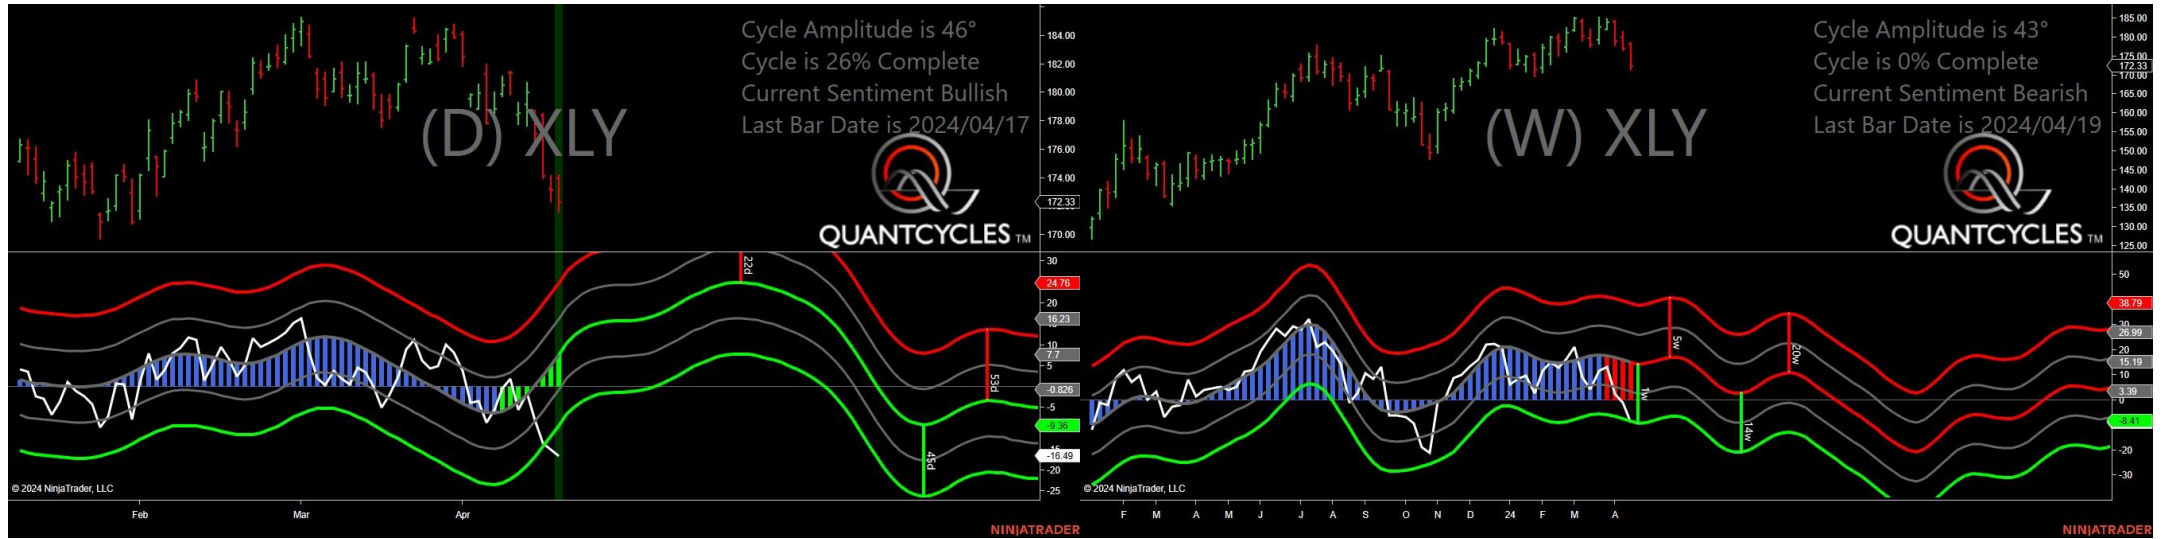 Cycle Amplitude is 46°
Cycle is 26% Complete
Current Sentiment Bullish
Last Bar Date is 2024/04/17
(D) XLY
QUANTCYCLES TM
184.00
182.00
180.00
178.00
176.00
174.00
172.33
170.00
30
24.76
20
16.23
10
7.7
5
-0.826
-5
-9.36
-16.49
-20
-25
22d
53d
45d
© 2024 NinjaTrader, LLC
Feb Mar Apr
NINJATRADER
Cycle Amplitude is 43°
Cycle is 0% Complete
Current Sentiment Bearish
Last Bar Date is 2024/04/19
(W) XLY
QUANTCYCLES TM
185.00
180.00
175.00
172.33
170.00
165.00
160.00
155.00
150.00
145.00
140.00
135.00
130.00
125.00
50
38.79
30
26.99
20
15.19
10
3.39
0
-8.41
-20
-30
5w
20w
1w
14w
© 2024 NinjaTrader, LLC
F M A M J J A S O N D 24 F M A
NINJATRADER